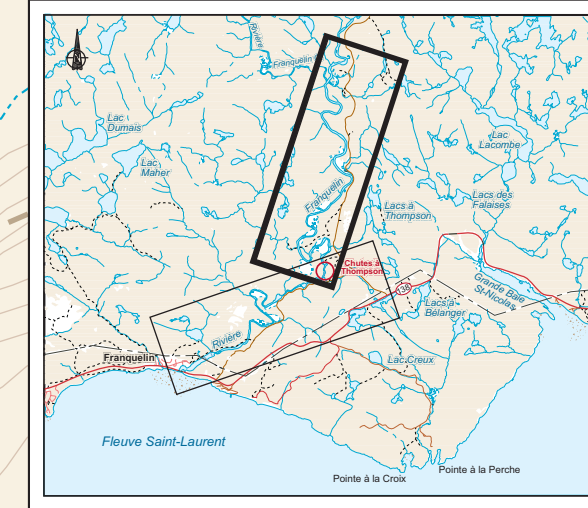 Rivière
Franquelin
Lac
Dumais
Lac
Lacombe
Lac
Maher
Franquelin
Lacs à
Thompson
Lacs des
Falaises
Chutes à
Thompson
138
Grande Baie
St-Nicolas
Lacs à
Bélanger
Rivière
Franquelin
Lac Creux
Fleuve Saint-Laurent
Pointe à la Croix
Pointe à la Perche